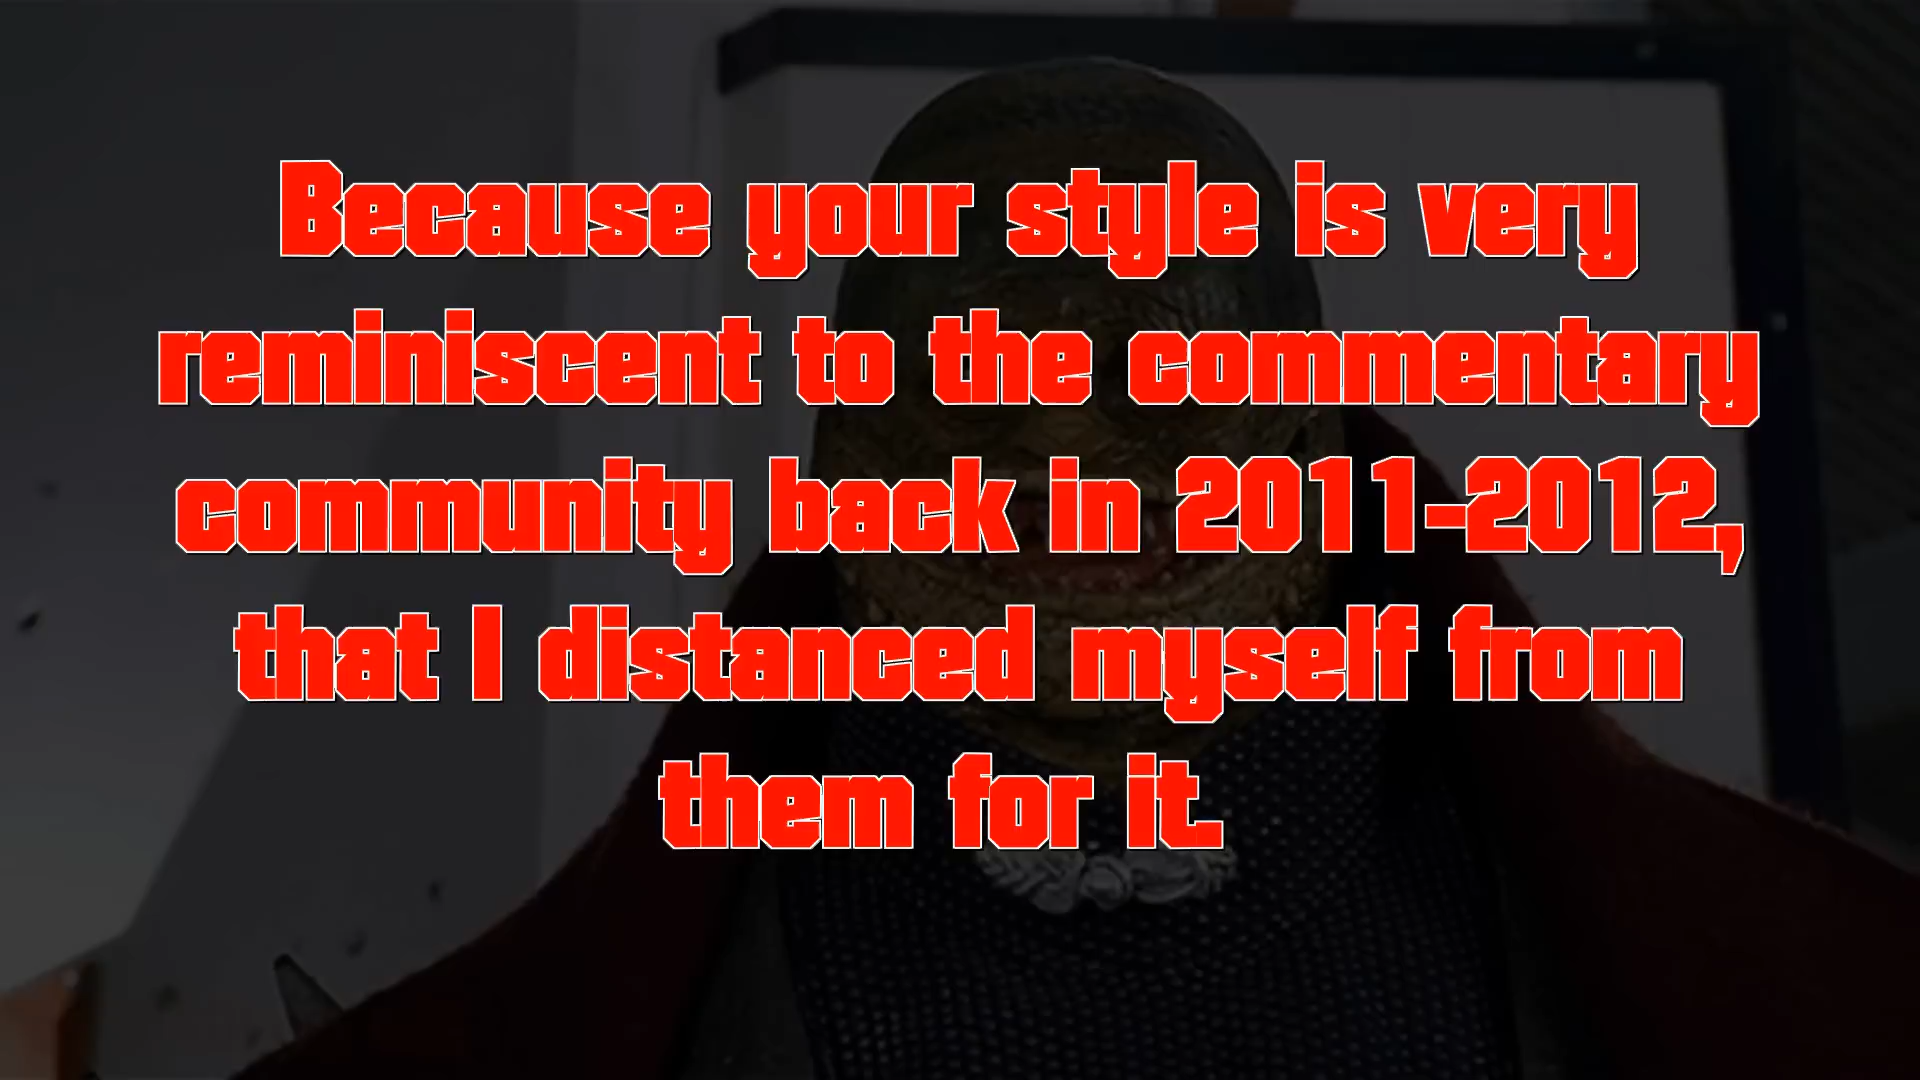 Because your style is very
reminiscent to the commentary
community back in 2011-2012,
that I distanced myself from
them for it.